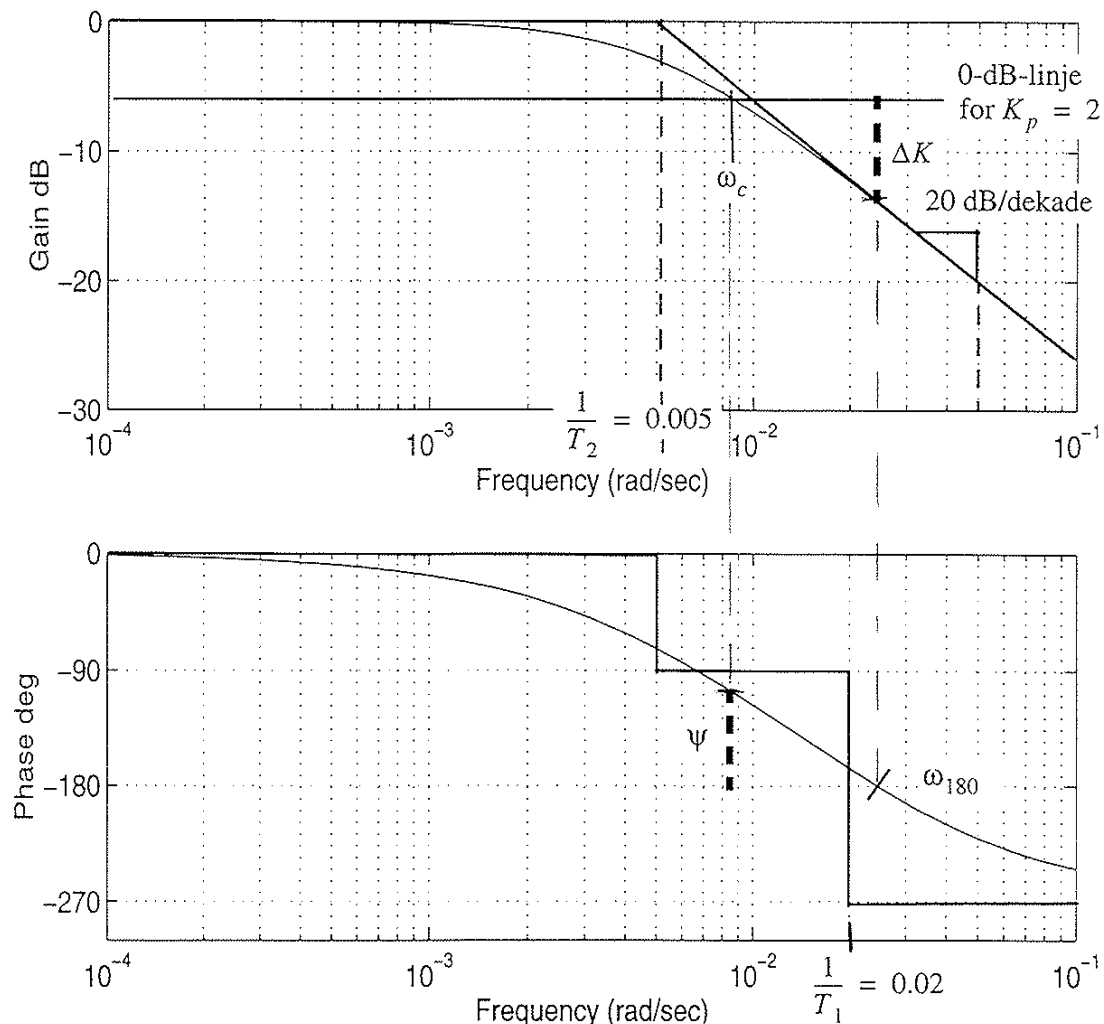 0
0-dB-linje
for K_p = 2
-10
ΔK
ω_c
20 dB/dekade
Gain dB
-20
-30
1/T_2 = 0.005
10^-4
10^-3
10^-2
10^-1
Frequency (rad/sec)
0
-90
ψ
Phase deg
-180
ω_180
-270
10^-4
10^-3
10^-2
1/T_1 = 0.02
10^-1
Frequency (rad/sec)